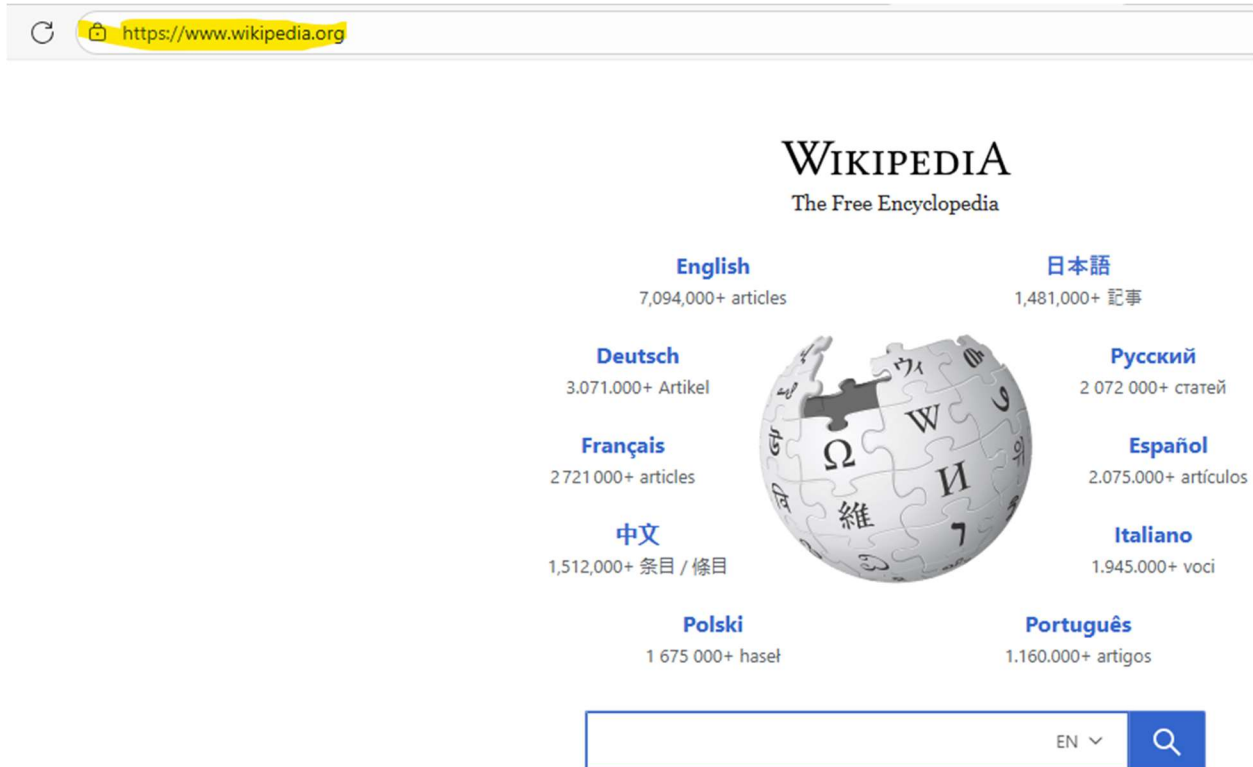 https://www.wikipedia.org
WIKIPEDIA
The Free Encyclopedia
English
7,094,000+ articles
日本語
1,481,000+ 記事
Deutsch
3.071.000+ Artikel
Русский
2 072 000+ статей
Français
2 721 000+ articles
Español
2.075.000+ artículos
中文
1,512,000+ 条目 / 條目
Italiano
1.945.000+ voci
Polski
1 675 000+ haseł
Português
1.160.000+ artigos
Ω
W
И
維
ウィ
EN